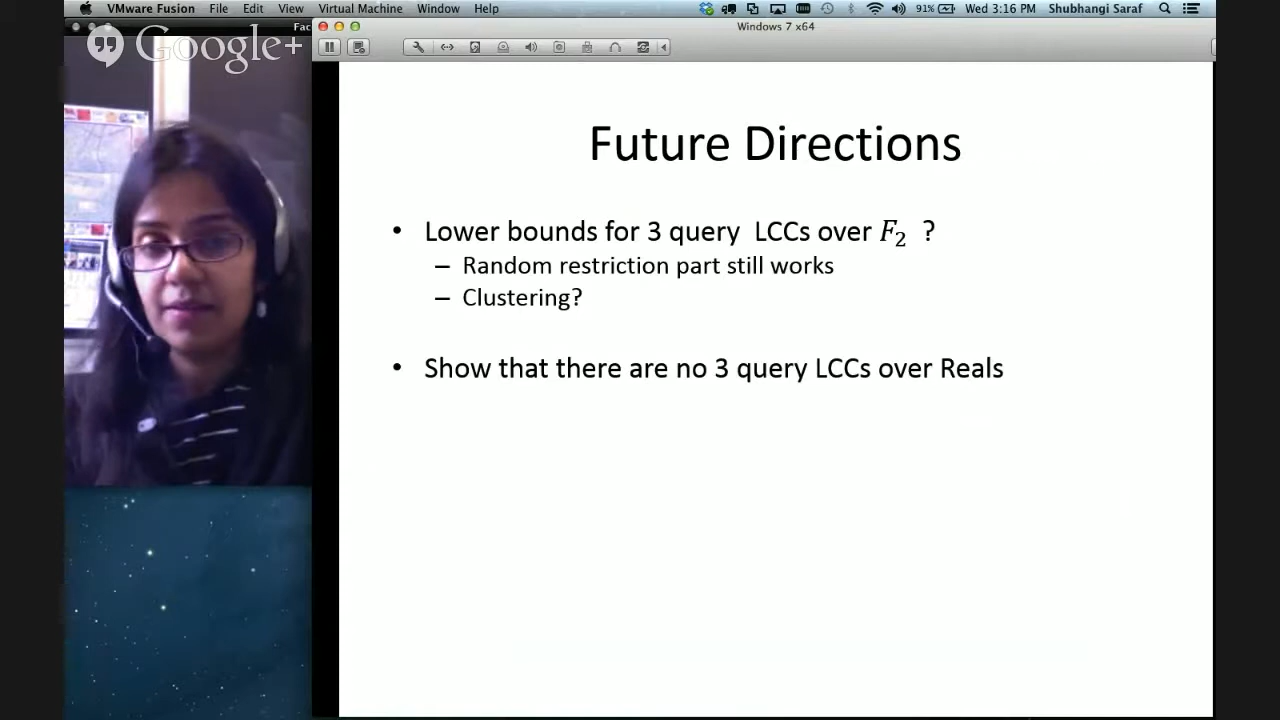 VMware Fusion File Edit View Virtual Machine Window Help 91% Wed 3:16 PM Shubhangi Saraf
Fac
Windows 7 x64
Google+
Future Directions
• Lower bounds for 3 query LCCs over F₂ ?
– Random restriction part still works
– Clustering?
• Show that there are no 3 query LCCs over Reals